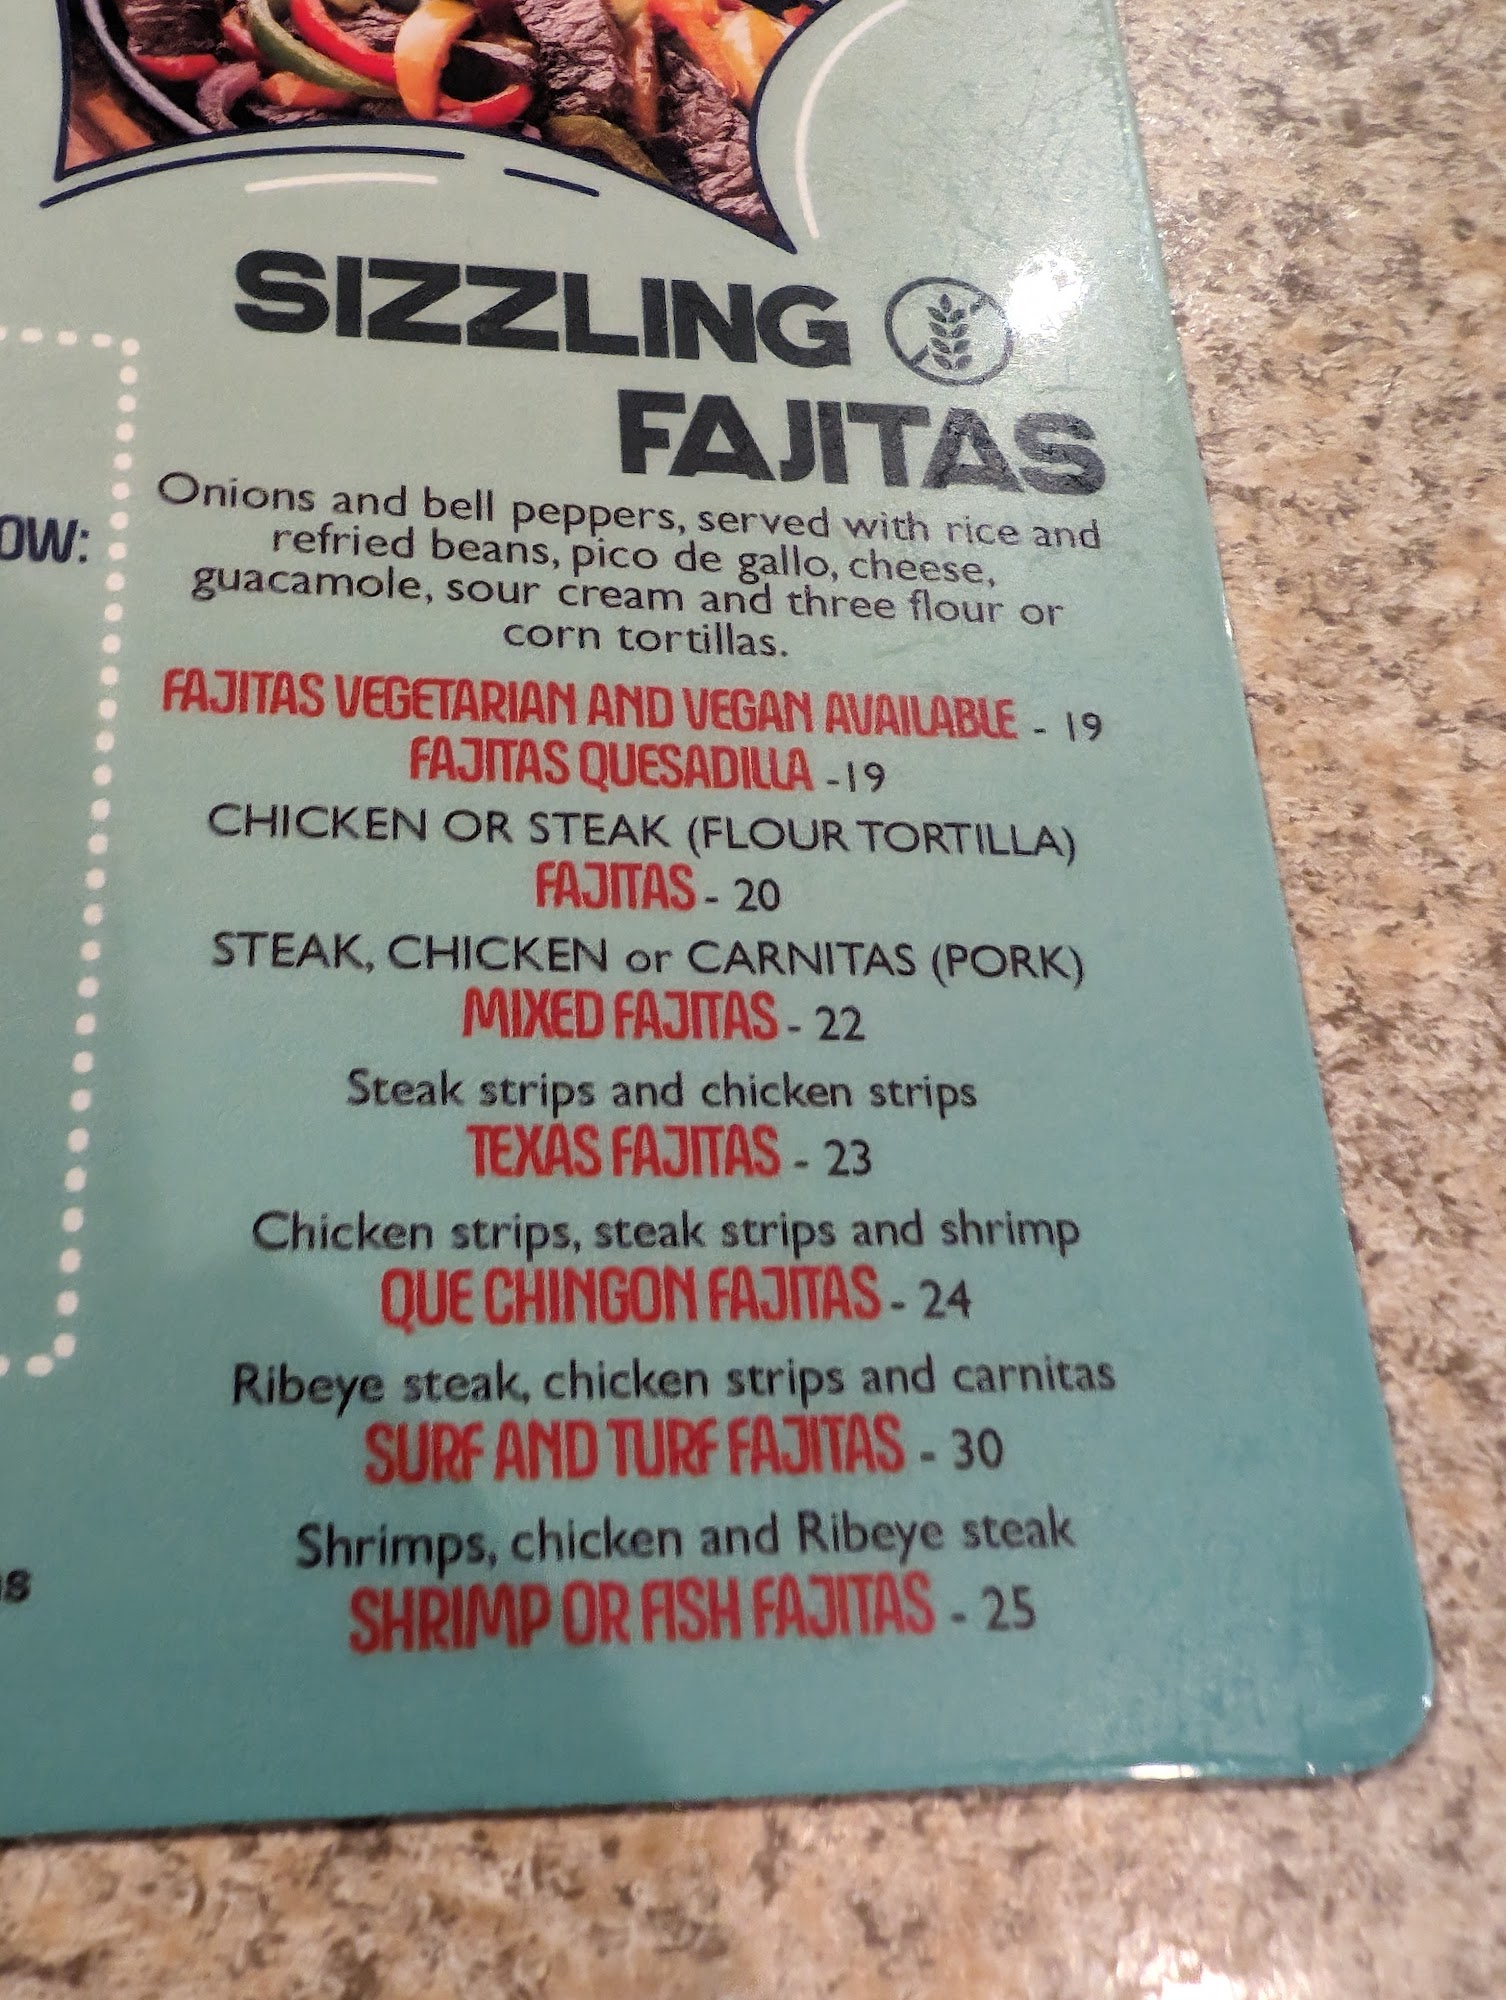 SIZZLING
FAJITAS
OW:
Onions and bell peppers, served with rice and
refried beans, pico de gallo, cheese,
guacamole, sour cream and three flour or
corn tortillas.
FAJITAS VEGETARIAN AND VEGAN AVAILABLE - 19
FAJITAS QUESADILLA -19
CHICKEN OR STEAK (FLOUR TORTILLA)
FAJITAS - 20
STEAK, CHICKEN or CARNITAS (PORK)
MIXED FAJITAS - 22
Steak strips and chicken strips
TEXAS FAJITAS - 23
Chicken strips, steak strips and shrimp
QUE CHINGON FAJITAS - 24
Ribeye steak, chicken strips and carnitas
SURF AND TURF FAJITAS - 30
Shrimps, chicken and Ribeye steak
SHRIMP OR FISH FAJITAS - 25